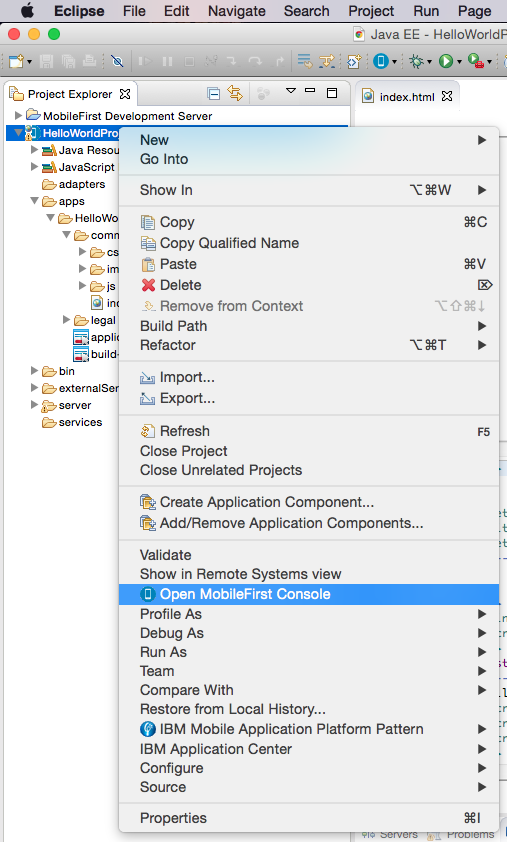 Eclipse File Edit Navigate Search Project Run Page
Java EE - HelloWorldP
Project Explorer
index.html
MobileFirst Development Server
HelloWorldPro
Java Resou
JavaScript
adapters
apps
HelloWo
comm
cs
im
js
inc
legal
applic
build-
bin
externalSer
server
services
New
Go Into
Show In ⌥⌘W
Copy ⌘C
Copy Qualified Name
Paste ⌘V
Delete ⌦
Remove from Context ⌥⇧⌘↓
Build Path
Refactor ⌥⌘T
Import...
Export...
Refresh F5
Close Project
Close Unrelated Projects
Create Application Component...
Add/Remove Application Components...
Validate
Show in Remote Systems view
Open MobileFirst Console
Profile As
Debug As
Run As
Team
Compare With
Restore from Local History...
IBM Mobile Application Platform Pattern
IBM Application Center
Configure
Source
Properties ⌘I
Servers Problems